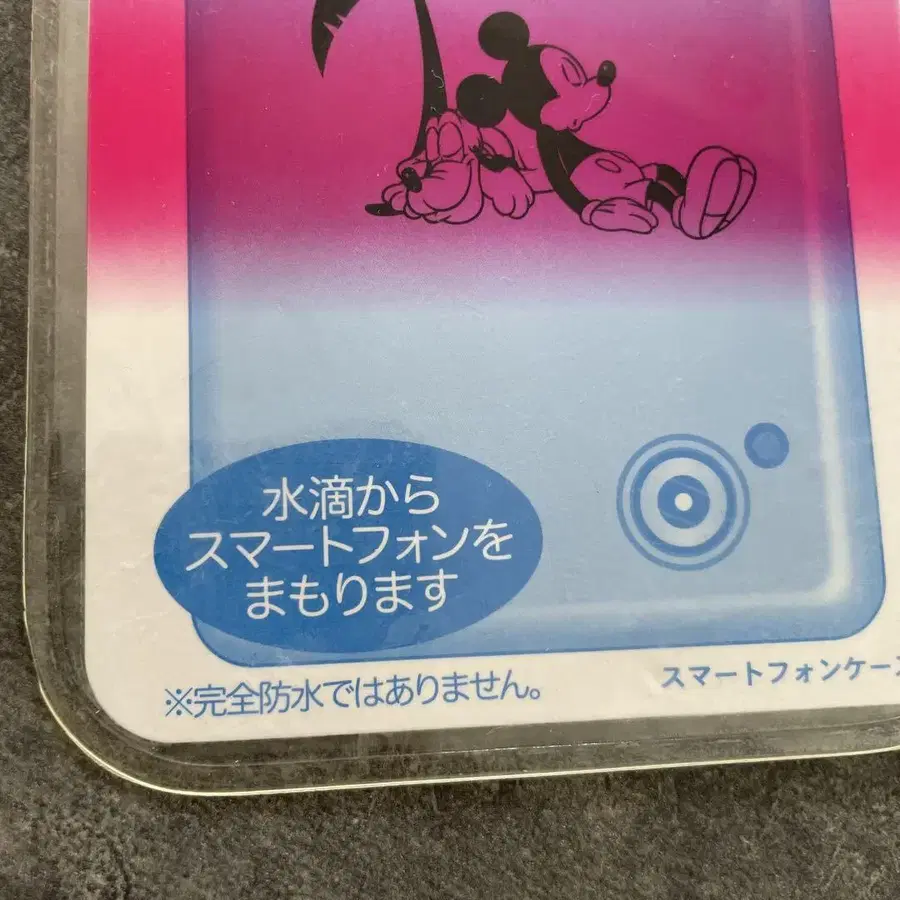 水滴から
スマートフォンを
まもります
※完全防水ではありません。
スマートフォンケース